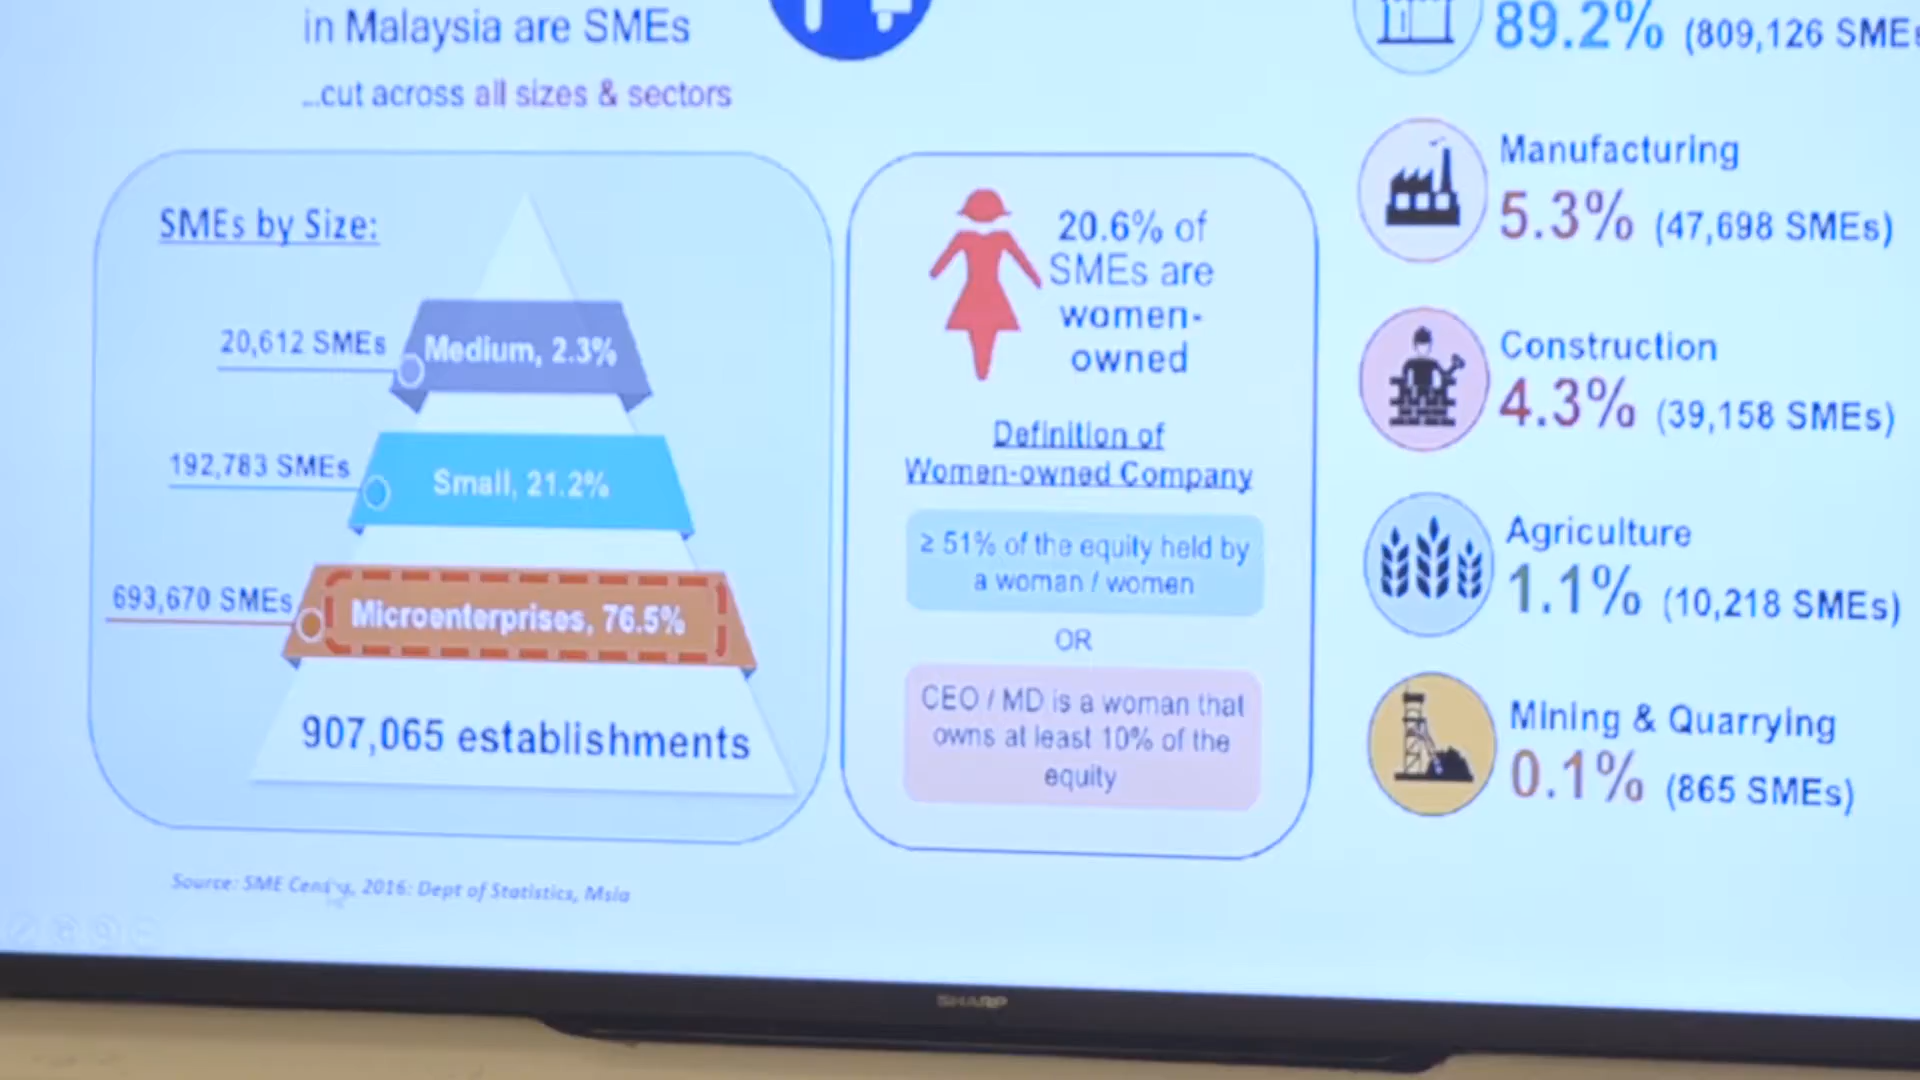 in Malaysia are SMEs
...cut across all sizes & sectors
SMEs by Size:
20,612 SMEs
Medium, 2.3%
192,783 SMEs
Small, 21.2%
693,670 SMEs
Microenterprises, 76.5%
907,065 establishments
Source: SME Census, 2016: Dept of Statistics, Msia
20.6% of
SMEs are
women-
owned
Definition of
Women-owned Company
≥ 51% of the equity held by
a woman / women
OR
CEO / MD is a woman that
owns at least 10% of the
equity
89.2% (809,126 SMEs
Manufacturing
5.3% (47,698 SMEs)
Construction
4.3% (39,158 SMEs)
Agriculture
1.1% (10,218 SMEs)
Mining & Quarrying
0.1% (865 SMEs)
SHARP